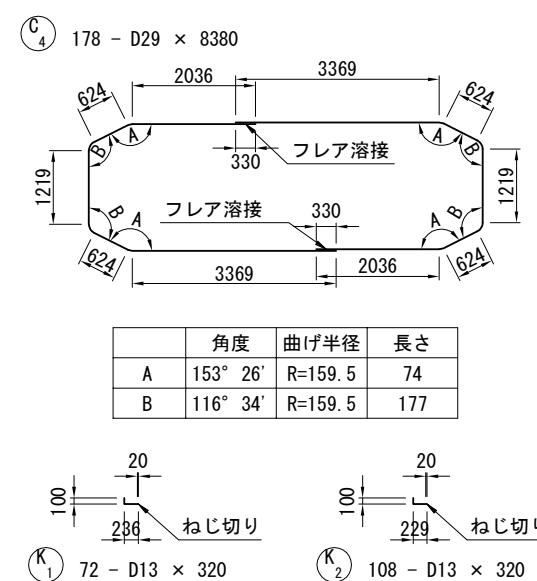 C4 178 - D29 × 8380
2036
3369
624
624
A
A
B
B
330
フレア溶接
1219
1219
フレア溶接
330
B
A
A
B
624
624
3369
2036
角度 曲げ半径 長さ
A 153° 26' R=159.5 74
B 116° 34' R=159.5 177
20
100
236
ねじ切り
K1 72 - D13 × 320
20
100
229
ねじ切り
K2 108 - D13 × 320